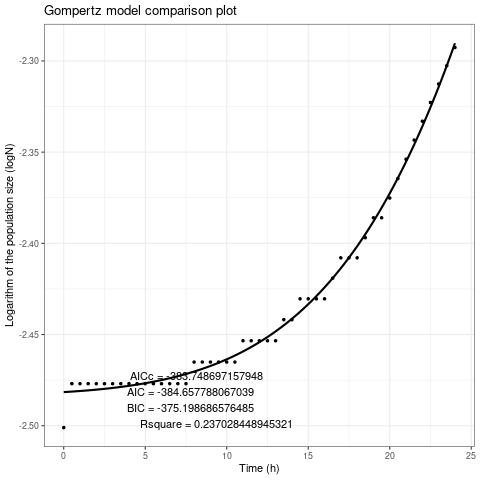 Gompertz model comparison plot
Logarithm of the population size (logN)
-2.30
-2.35
-2.40
-2.45
-2.50
AICc = -383.748697157948
AIC = -384.657788067039
BIC = -375.198686576485
Rsquare = 0.237028448945321
0 5 10 15 20 25
Time (h)